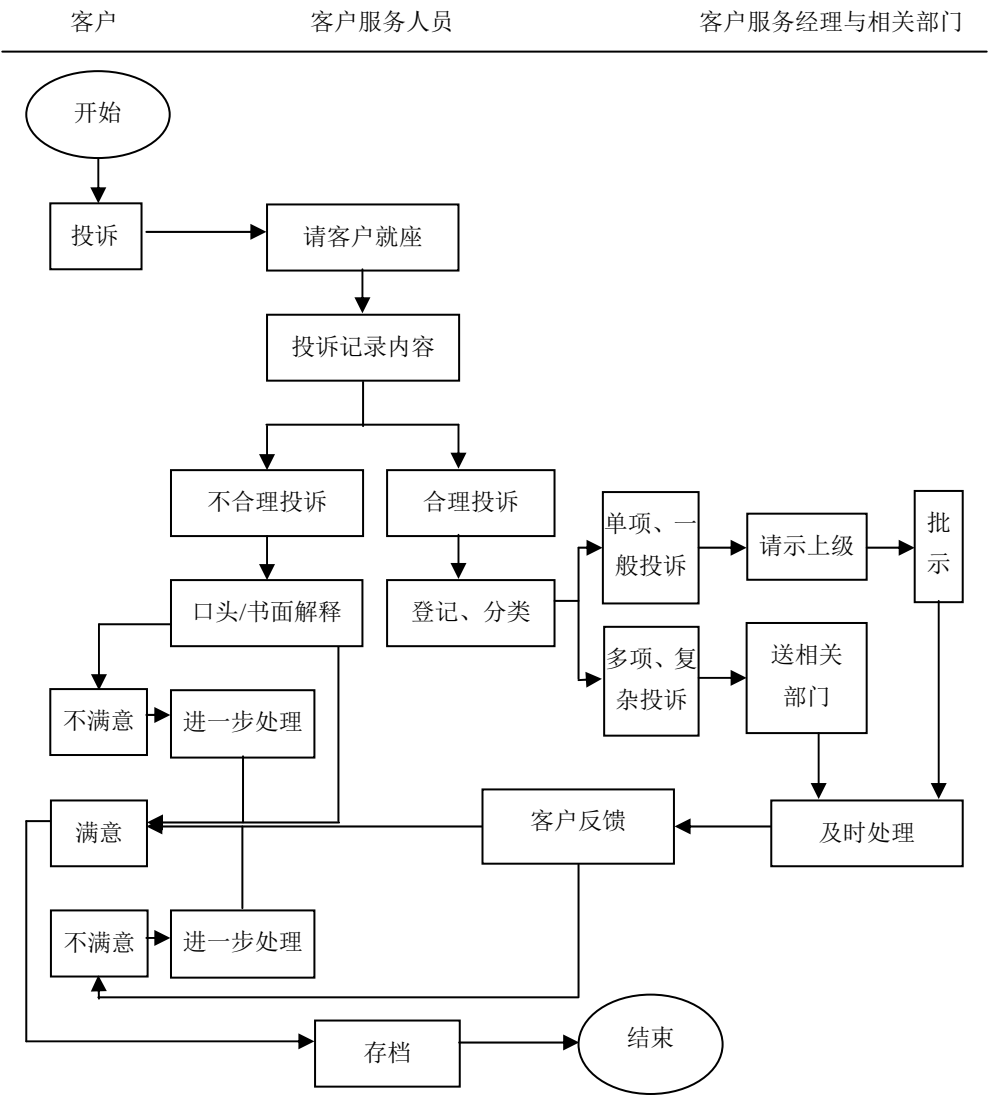 客户 客户服务人员 客户服务经理与相关部门
开始
投诉
请客户就座
投诉记录内容
不合理投诉
合理投诉
单项、一
般投诉
请示上级
批
示
口头/书面解释
登记、分类
多项、复
杂投诉
送相关
部门
不满意
进一步处理
满意
客户反馈
及时处理
不满意
进一步处理
存档
结束